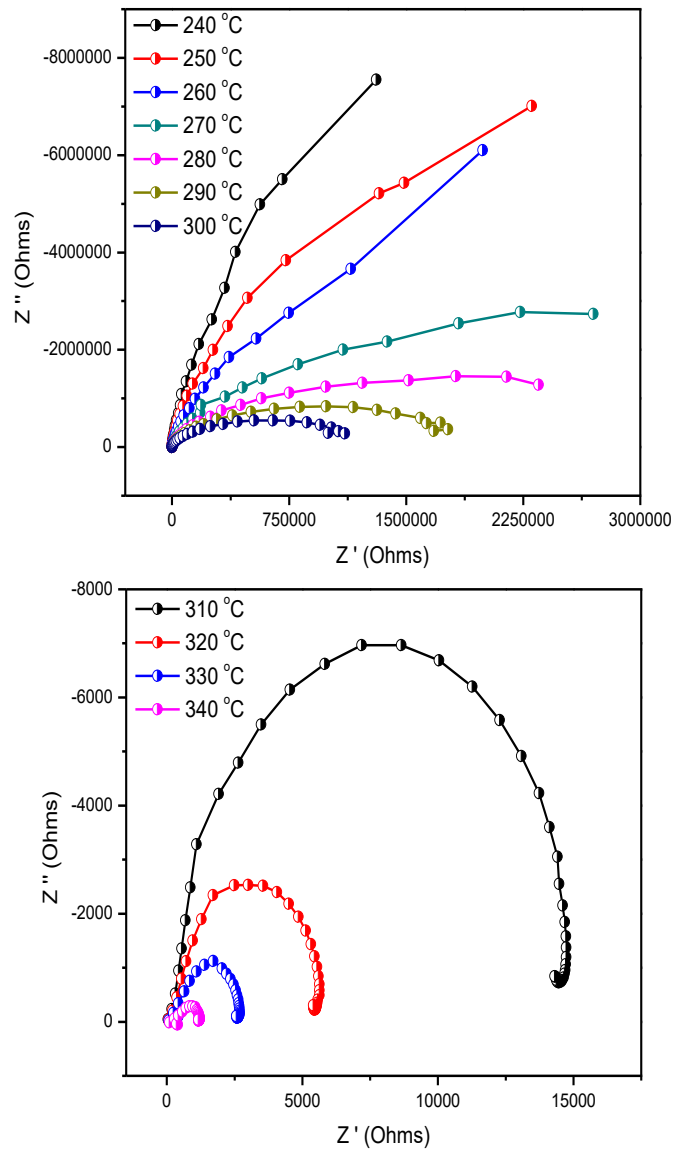 -8000000
-6000000
-4000000
-2000000
0
Z '' (Ohms)
240 °C
250 °C
260 °C
270 °C
280 °C
290 °C
300 °C
0 750000 1500000 2250000 3000000
Z ' (Ohms)
-8000
-6000
-4000
-2000
0
Z '' (Ohms)
310 °C
320 °C
330 °C
340 °C
0 5000 10000 15000
Z ' (Ohms)